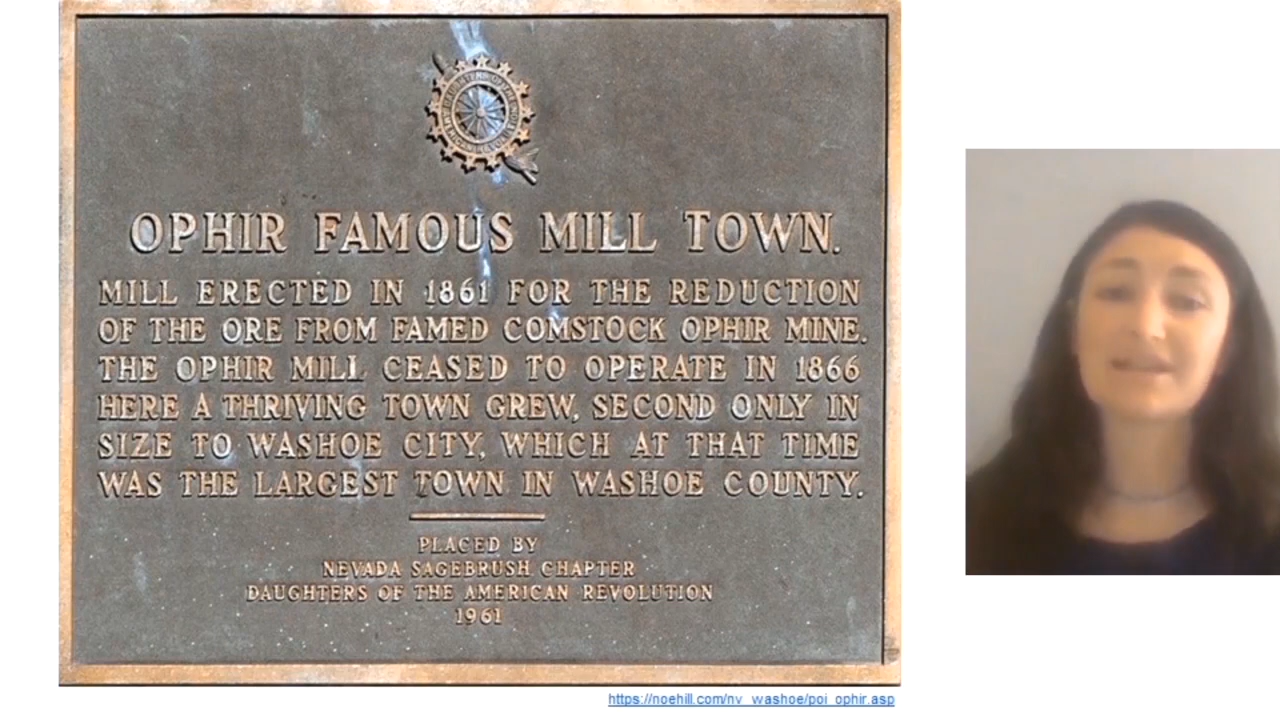 OPHIR FAMOUS MILL TOWN.
MILL ERECTED IN 1861 FOR THE REDUCTION
OF THE ORE FROM FAMED COMSTOCK OPHIR MINE.
THE OPHIR MILL CEASED TO OPERATE IN 1866
HERE A THRIVING TOWN GREW, SECOND ONLY IN
SIZE TO WASHOE CITY, WHICH AT THAT TIME
WAS THE LARGEST TOWN IN WASHOE COUNTY.
PLACED BY
NEVADA SAGEBRUSH CHAPTER
DAUGHTERS OF THE AMERICAN REVOLUTION
1961
https://noehill.com/nv_washoe/poi_ophir.asp